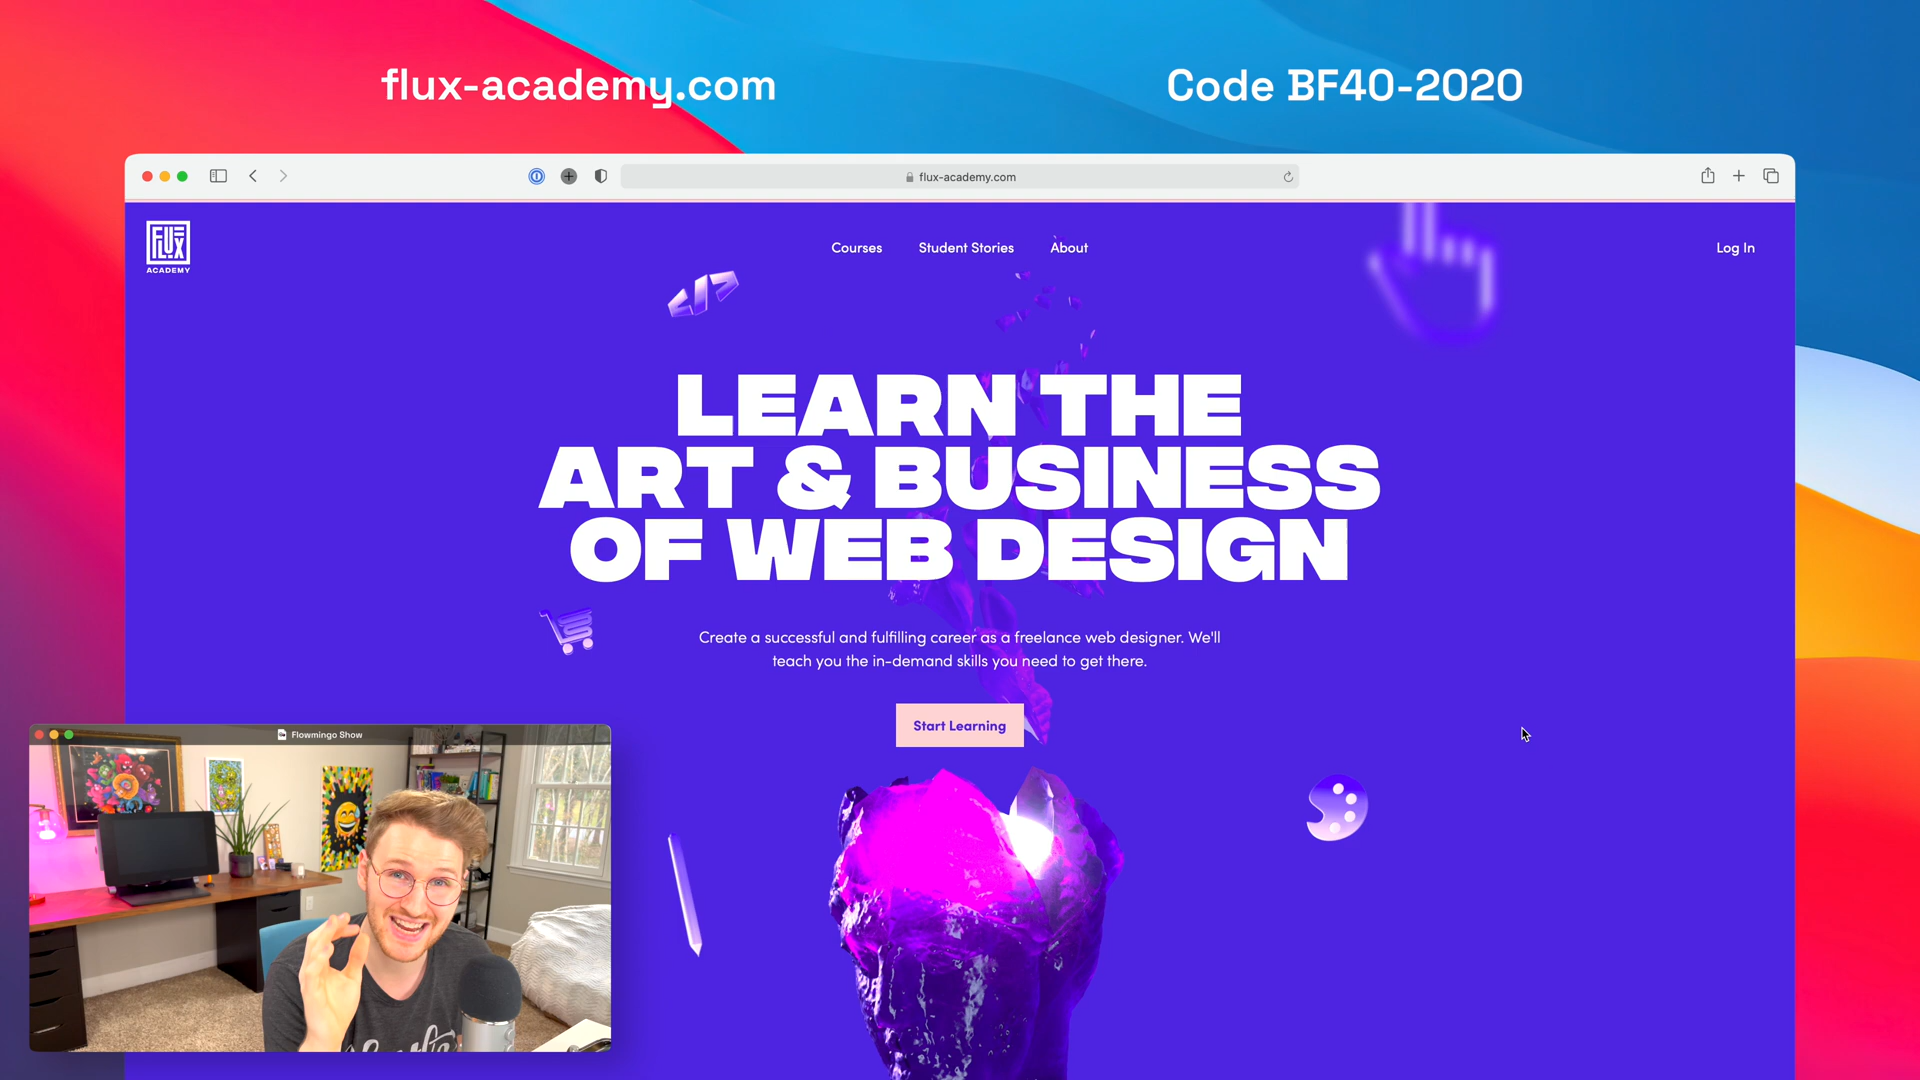 flux-academy.com
Code BF40-2020
flux-academy.com
FLUX
ACADEMY
Courses
Student Stories
About
Log In
LEARN THE
ART & BUSINESS
OF WEB DESIGN
Create a successful and fulfilling career as a freelance web designer. We'll
teach you the in-demand skills you need to get there.
Start Learning
Flowmingo Show